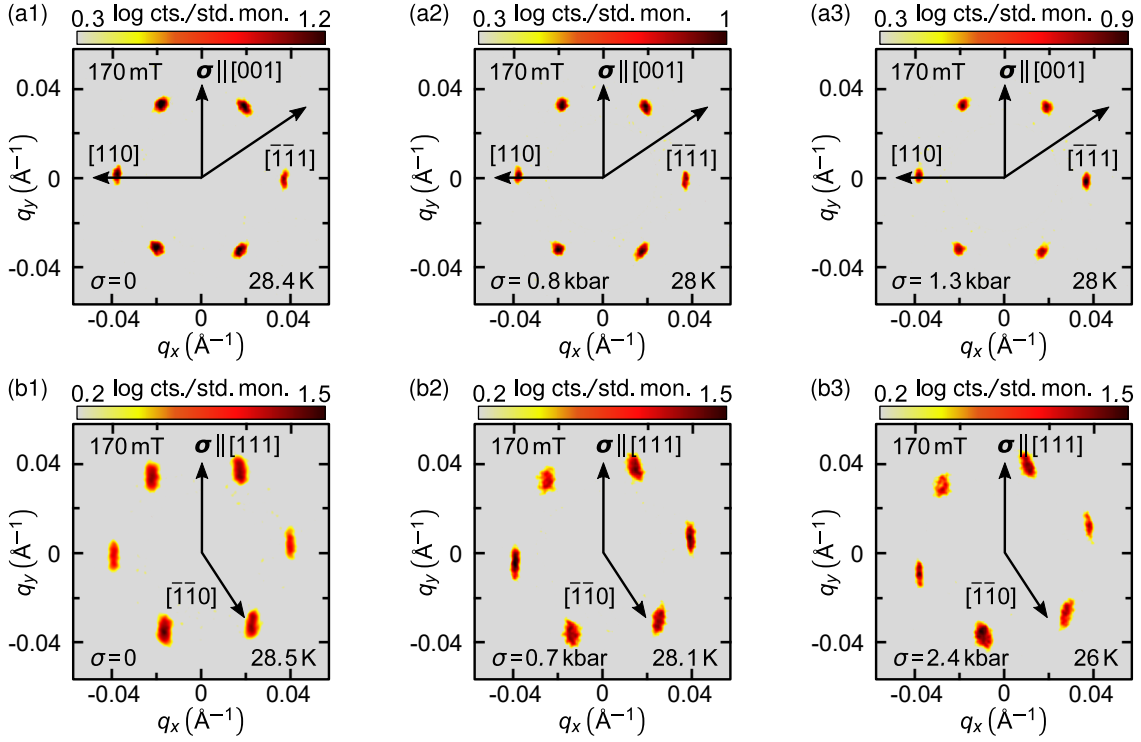 (a1) 0.3 log cts./std. mon. 1.2
170 mT
σ || [001]
0.04
[110]
[1̅1̅1]
0
-0.04
σ=0
28.4 K
-0.04 0 0.04
q_y (Å⁻¹)
q_x (Å⁻¹)
(a2) 0.3 log cts./std. mon. 1
170 mT
σ || [001]
0.04
[110]
[1̅1̅1]
0
-0.04
σ=0.8 kbar
28 K
-0.04 0 0.04
q_y (Å⁻¹)
q_x (Å⁻¹)
(a3) 0.3 log cts./std. mon. 0.9
170 mT
σ || [001]
0.04
[110]
[1̅1̅1]
0
-0.04
σ=1.3 kbar
28 K
-0.04 0 0.04
q_y (Å⁻¹)
q_x (Å⁻¹)
(b1) 0.2 log cts./std. mon. 1.5
170 mT
σ || [111]
0.04
0
[1̅1̅0]
-0.04
σ=0
28.5 K
-0.04 0 0.04
q_y (Å⁻¹)
q_x (Å⁻¹)
(b2) 0.2 log cts./std. mon. 1.5
170 mT
σ || [111]
0.04
0
[1̅1̅0]
-0.04
σ=0.7 kbar
28.1 K
-0.04 0 0.04
q_y (Å⁻¹)
q_x (Å⁻¹)
(b3) 0.2 log cts./std. mon. 1.5
170 mT
σ || [111]
0.04
0
[1̅1̅0]
-0.04
σ=2.4 kbar
26 K
-0.04 0 0.04
q_y (Å⁻¹)
q_x (Å⁻¹)